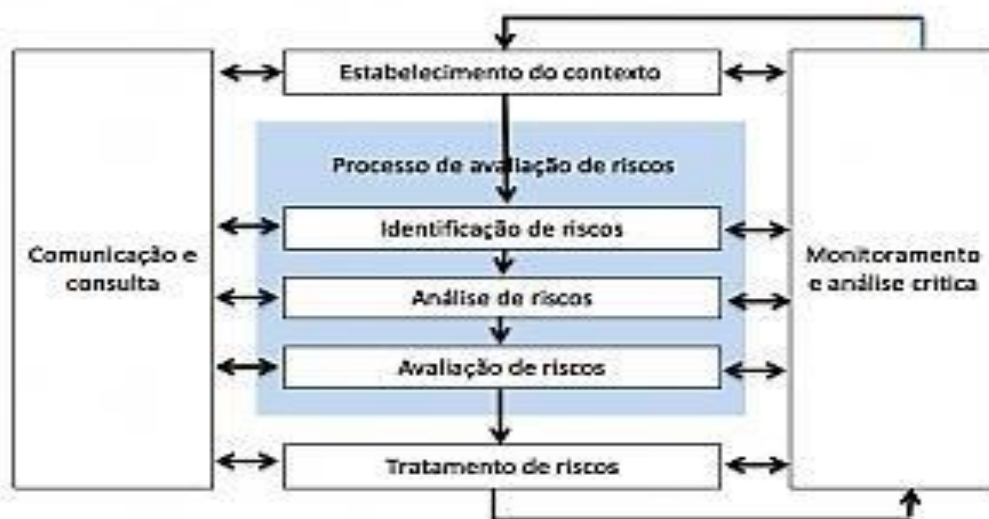 Estabelecimento do contexto
Processo de avaliação de riscos
Identificação de riscos
Comunicação e
consulta
Monitoramento
e análise critica
Análise de riscos
Avaliação de riscos
Tratamento de riscos